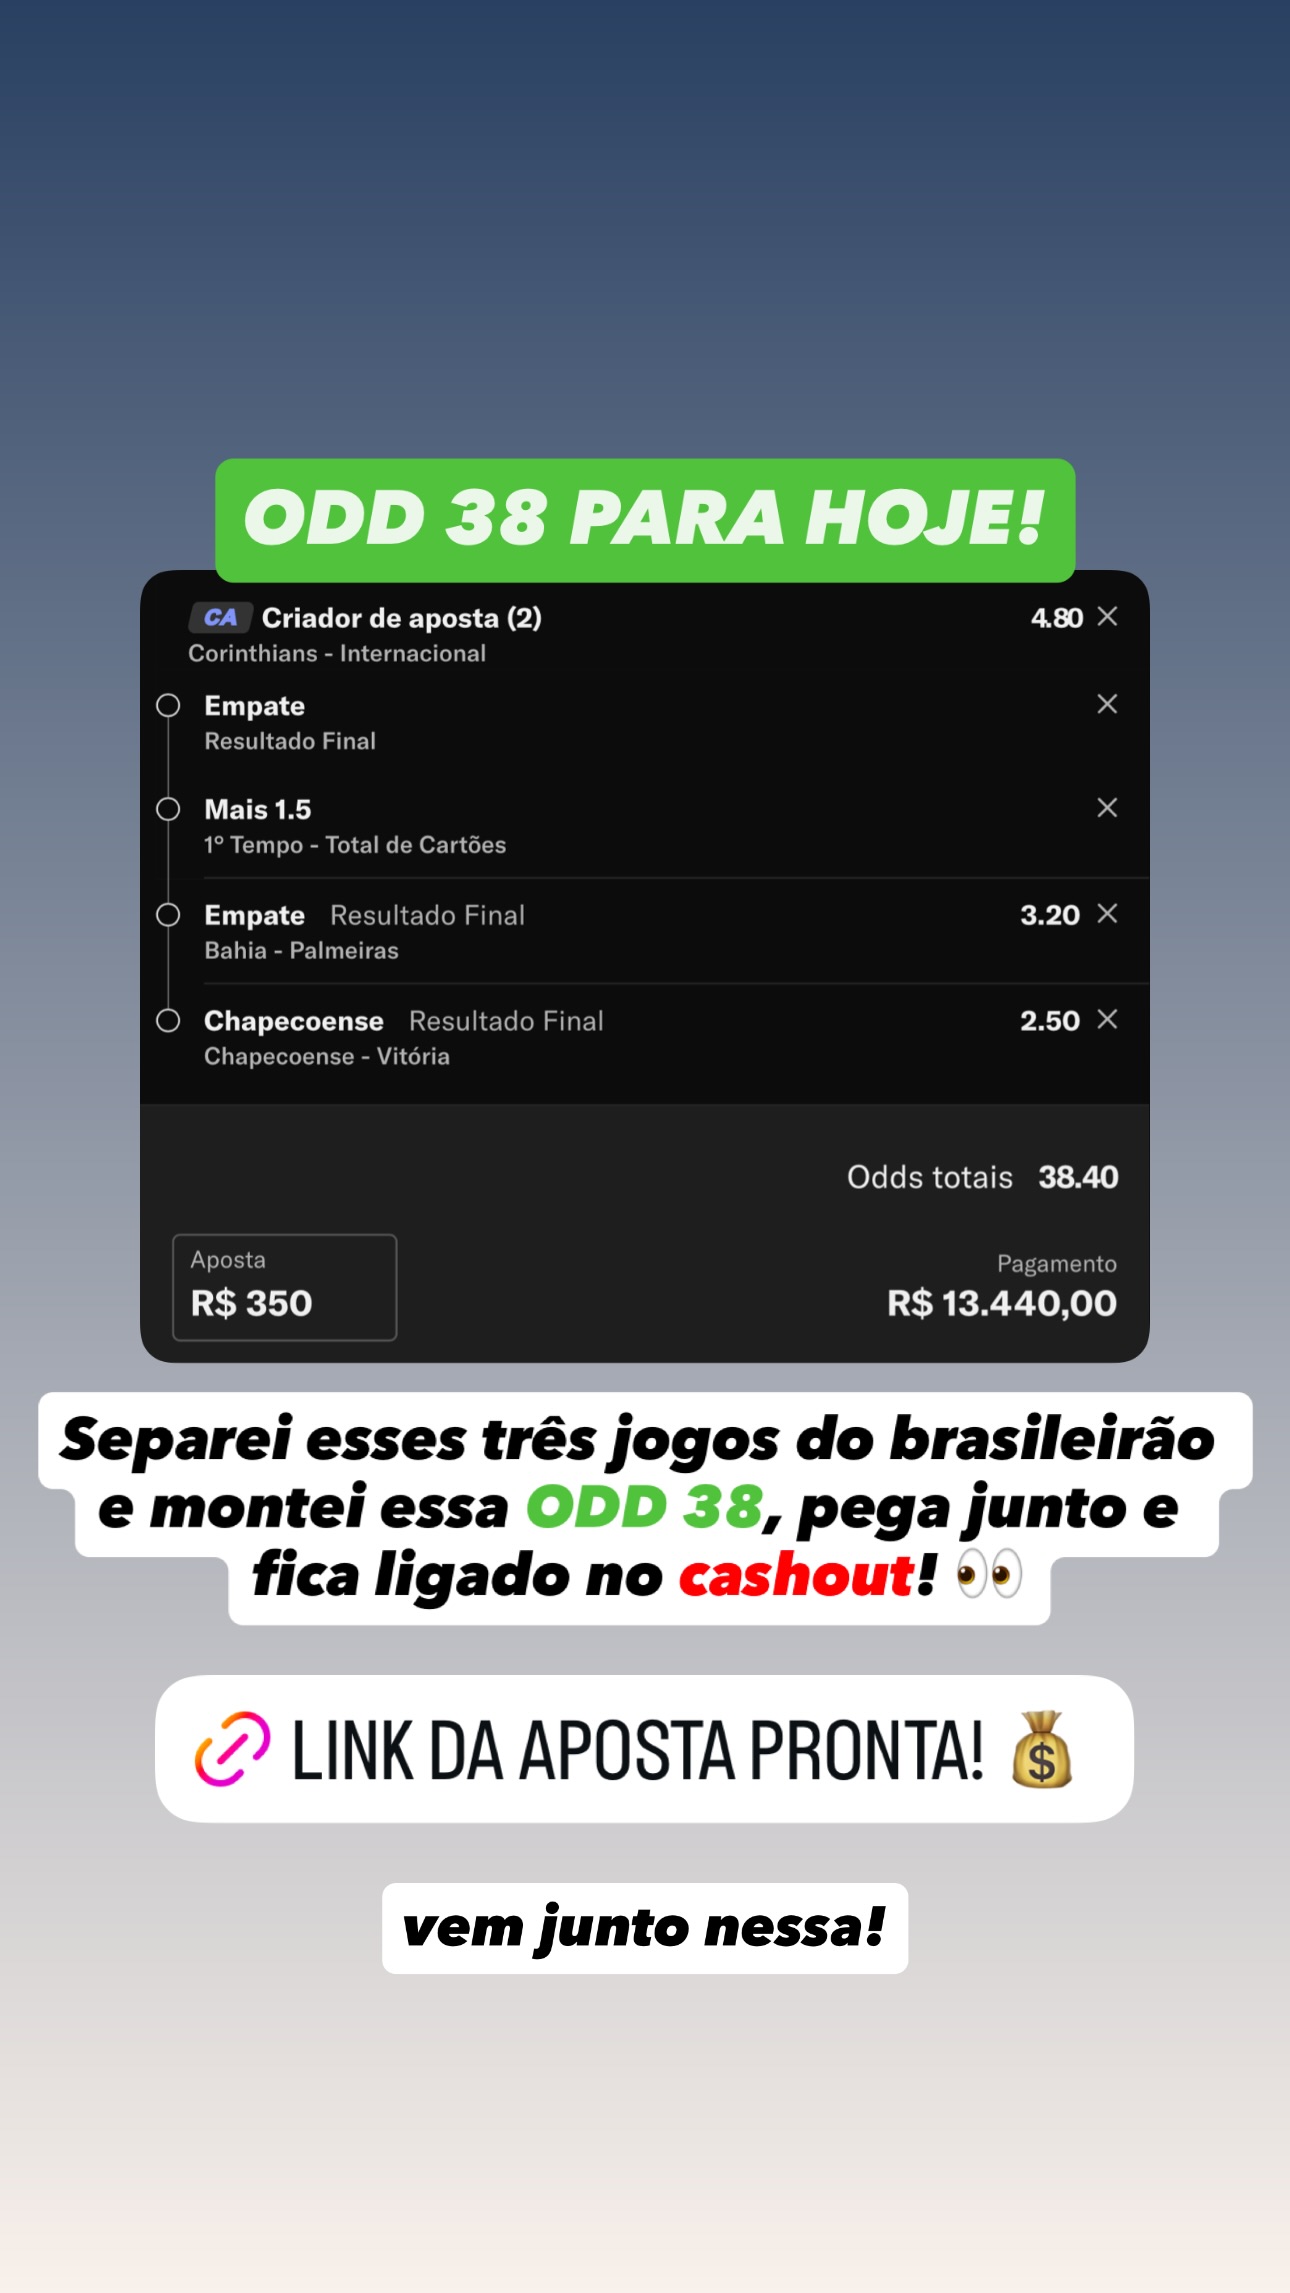 ODD 38 PARA HOJE!
CA Criador de aposta (2) 4.80
Corinthians - Internacional
Empate
Resultado Final
Mais 1.5
1º Tempo - Total de Cartões
Empate Resultado Final 3.20
Bahia - Palmeiras
Chapecoense Resultado Final 2.50
Chapecoense - Vitória
Odds totais 38.40
Aposta
R$ 350
Pagamento
R$ 13.440,00
Separei esses três jogos do brasileirão
e montei essa ODD 38, pega junto e
fica ligado no cashout! 👀
LINK DA APOSTA PRONTA! 💰
vem junto nessa!